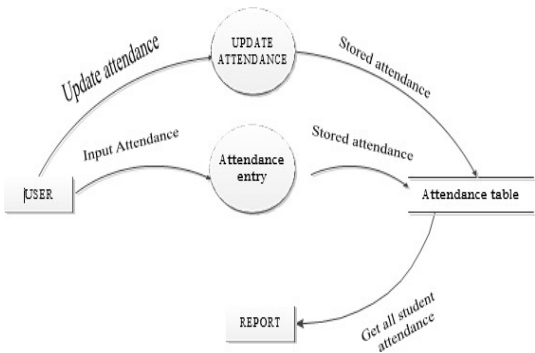 UPDATE
ATTENDANCE
Update attendance
Stored attendance
Input Attendance
Attendance
entry
Stored attendance
USER
Attendance table
REPORT
Get all student
attendance